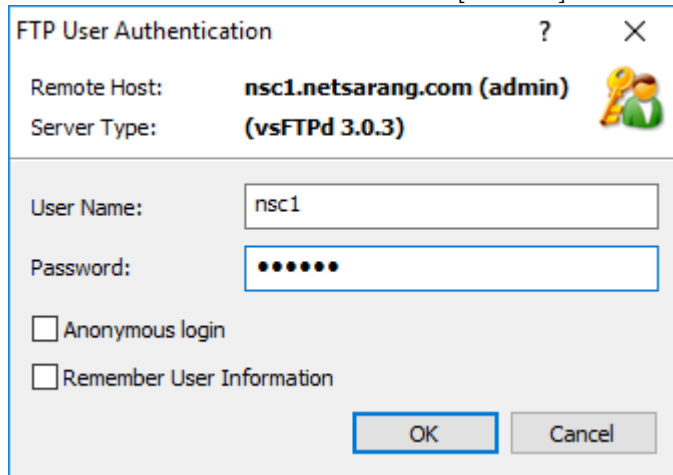 FTP User Authentication ?
Remote Host: nsc1.netsarang.com (admin)
Server Type: (vsFTPd 3.0.3)
User Name: nsc1
Password: ●●●●●●
Anonymous login
Remember User Information
OK Cancel